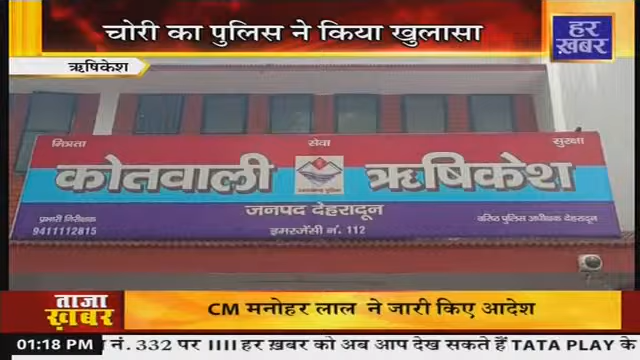 चोरी का पुलिस ने किया खुलासा
हर
ख़बर
ऋषिकेश
मित्रता सेवा सुरक्षा
कोतवाली ऋषिकेश
जनपद देहरादून
प्रभारी निरीक्षक
9411112815
वरिष्ठ पुलिस अधीक्षक देहरादून
इमरजेंसी नं. 112
ताजा
ख़बर
CM मनोहर लाल ने जारी किए आदेश
01:18 PM नं. 332 पर IIII हर ख़बर को अब आप देख सकते हैं TATA PLAY के